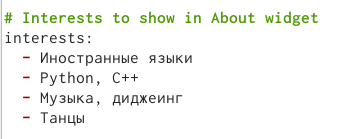 # Interests to show in About widget
interests:
  - Иностранные языки
  - Python, C++
  - Музыка, диджеинг
  - Танцы